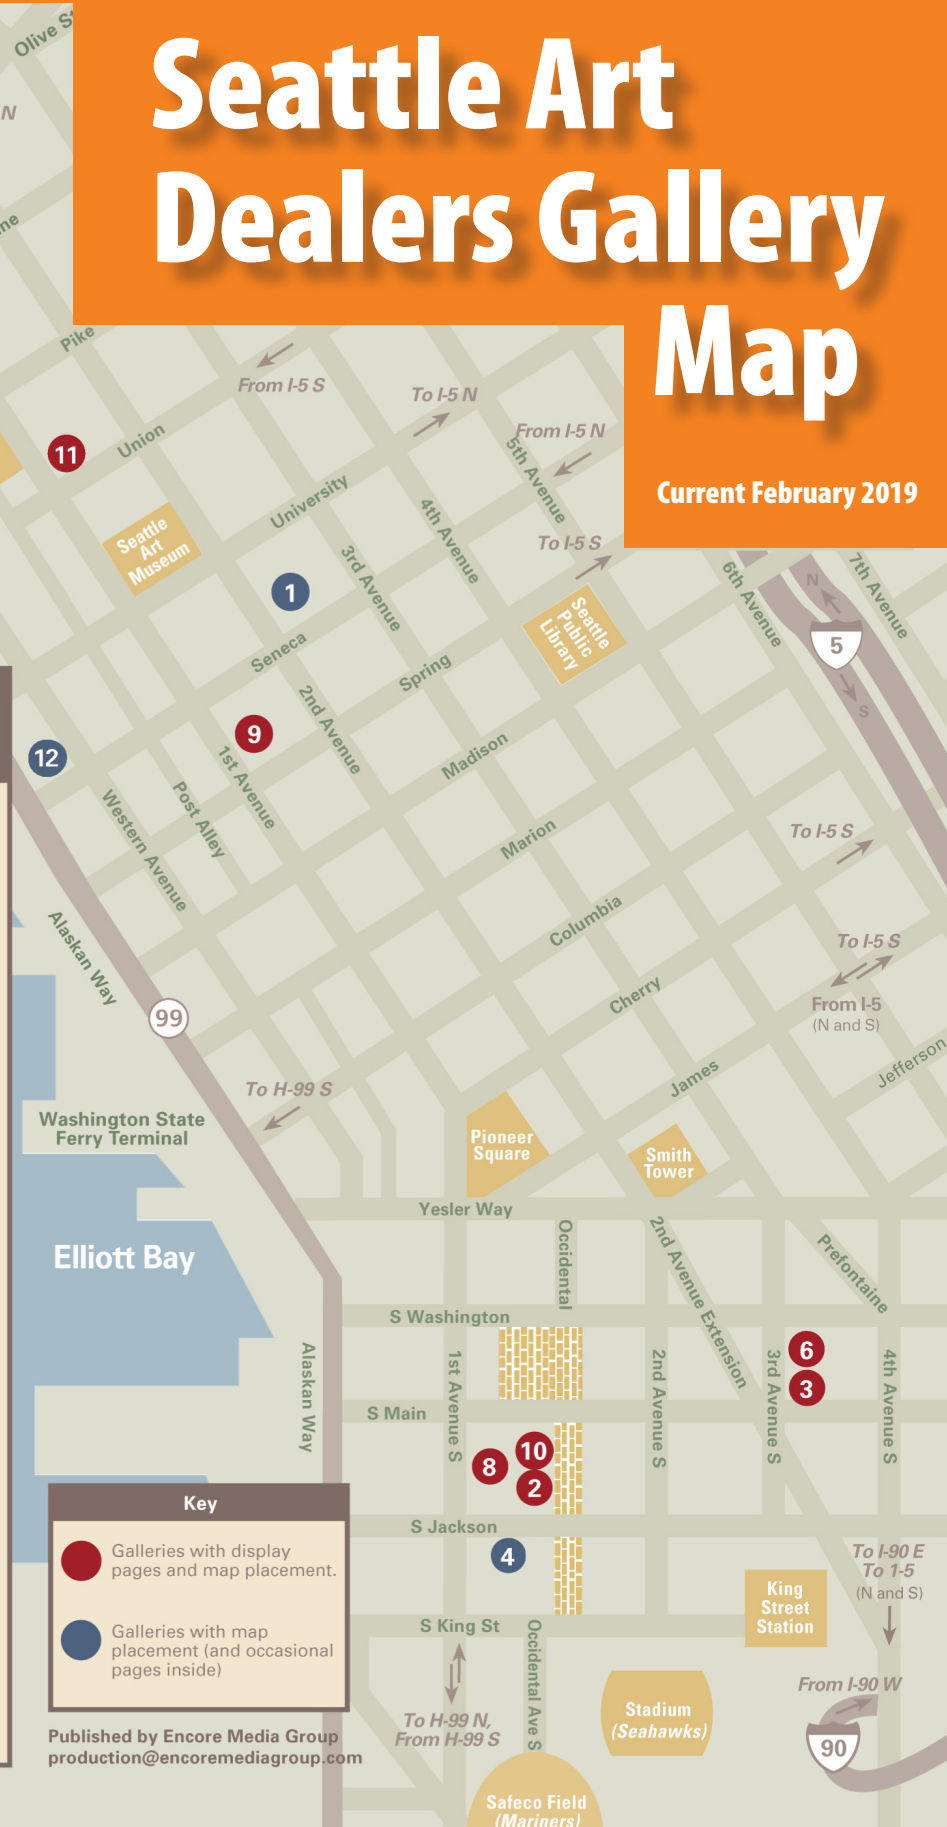 Seattle Art
Dealers Gallery
Map
Current February 2019
Olive St
N
Pike
From I-5 S
To I-5 N
From I-5 N
5th Avenue
11
Union
University
4th Avenue
Seattle
Art
Museum
3rd Avenue
To I-5 S
6th Avenue
7th Avenue
N
5
S
1
Seattle
Public
Library
Seneca
Spring
2nd Avenue
9
12
1st Avenue
Madison
Post Alley
Western Avenue
Marion
To I-5 S
Columbia
Alaskan Way
99
Cherry
To I-5 S
From I-5
(N and S)
James
Jefferson
To H-99 S
Washington State
Ferry Terminal
Pioneer
Square
Smith
Tower
Yesler Way
Elliott Bay
Occidental
2nd Avenue Extension
Prefontaine
S Washington
Alaskan Way
1st Avenue S
2nd Avenue S
3rd Avenue S
4th Avenue S
6
3
S Main
8
10
2
S Jackson
4
To I-90 E
To 1-5
(N and S)
King
Street
Station
S King St
Occidental Ave S
To H-99 N,
From H-99 S
Stadium
(Seahawks)
From I-90 W
90
Safeco Field
(Mariners)
Key
Galleries with display
pages and map placement.
Galleries with map
placement (and occasional
pages inside)
Published by Encore Media Group
production@encoremediagroup.com